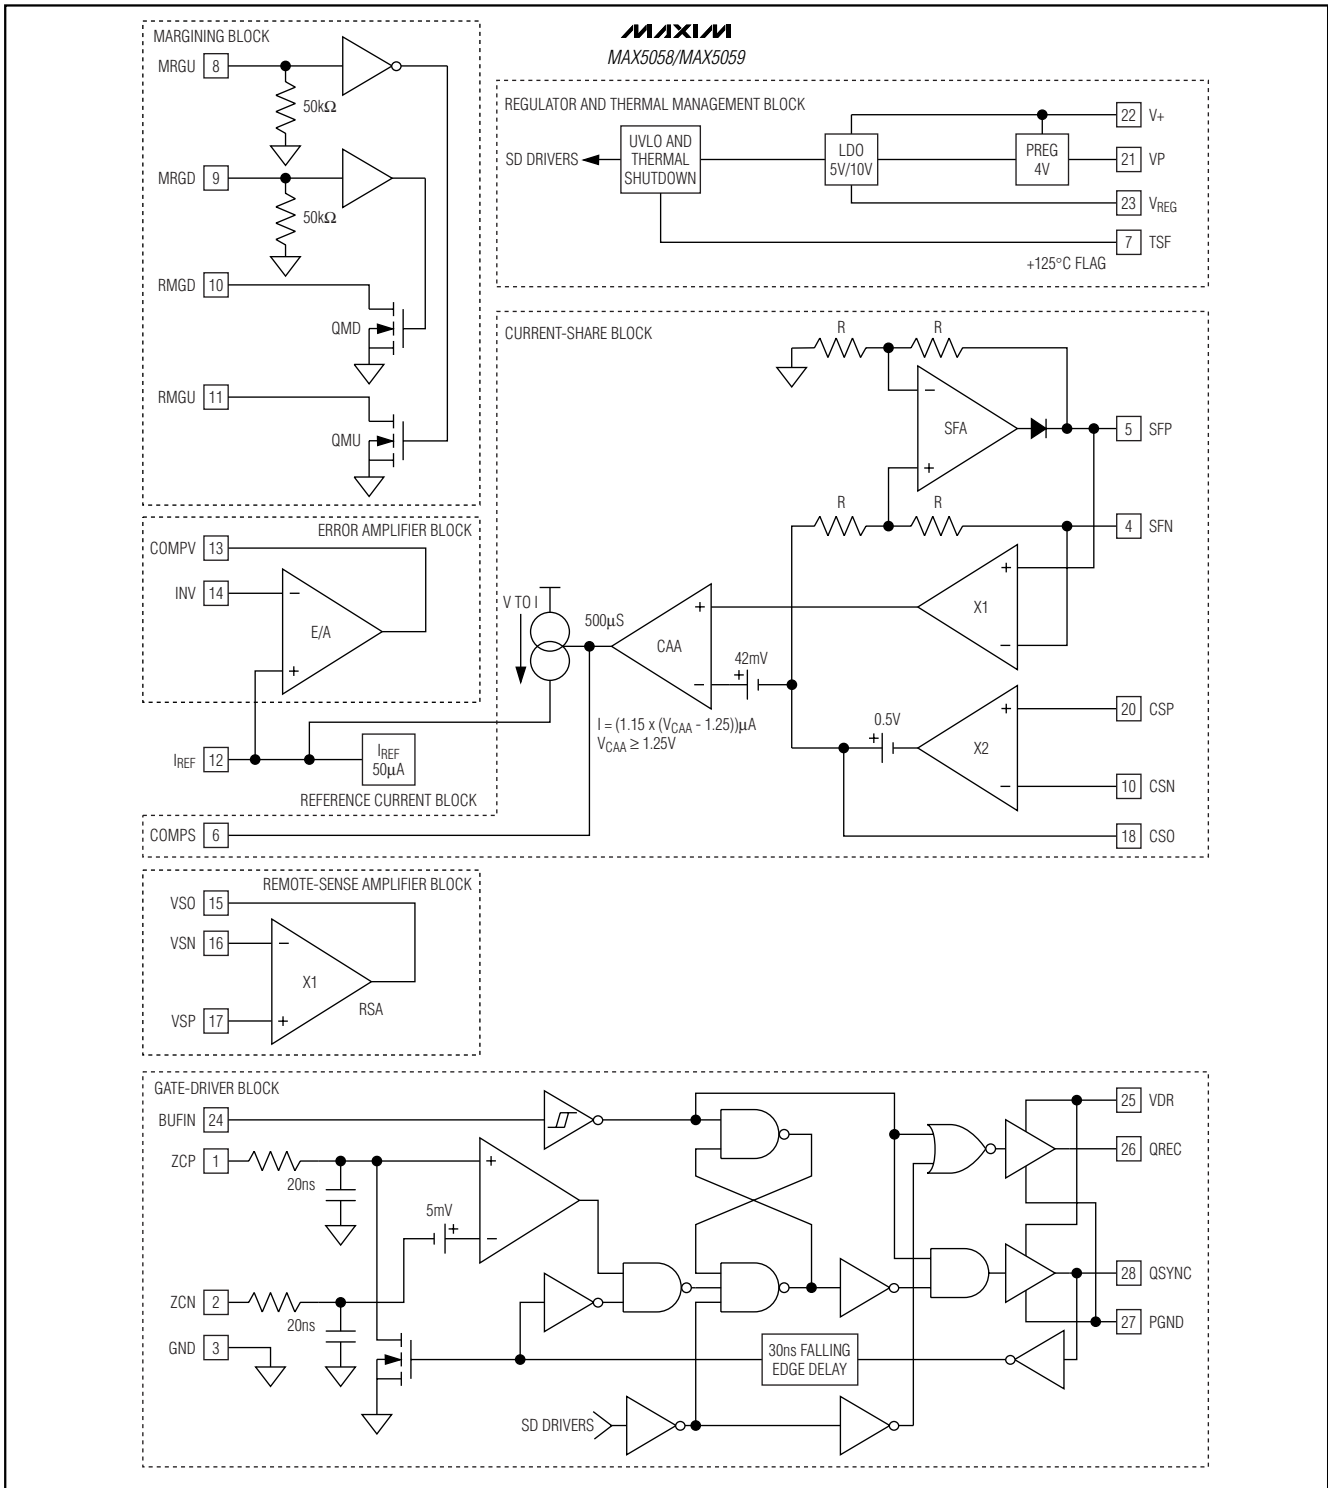 MAXIM
MAX5058/MAX5059
MARGINING BLOCK
MRGU 8
50kΩ
MRGD 9
50kΩ
RMGD 10
QMD
RMGU 11
QMU
REGULATOR AND THERMAL MANAGEMENT BLOCK
SD DRIVERS
UVLO AND
THERMAL
SHUTDOWN
LDO
5V/10V
PREG
4V
22 V+
21 VP
23 VREG
7 TSF
+125°C FLAG
CURRENT-SHARE BLOCK
R
R
−
SFA
+
5 SFP
R
R
4 SFN
+
X1
−
V TO I
500µS
+
CAA
−
42mV
+
I = (1.15 x (VCAA - 1.25))µA
VCAA ≥ 1.25V
0.5V
+
+
X2
−
20 CSP
10 CSN
18 CSO
ERROR AMPLIFIER BLOCK
COMPV 13
INV 14
−
E/A
+
IREF 12
IREF
50µA
REFERENCE CURRENT BLOCK
COMPS 6
REMOTE-SENSE AMPLIFIER BLOCK
VSO 15
VSN 16
−
X1
RSA
VSP 17
+
GATE-DRIVER BLOCK
BUFIN 24
ZCP 1
20ns
+
5mV
+
−
ZCN 2
20ns
GND 3
30ns FALLING
EDGE DELAY
SD DRIVERS
25 VDR
26 QREC
28 QSYNC
27 PGND